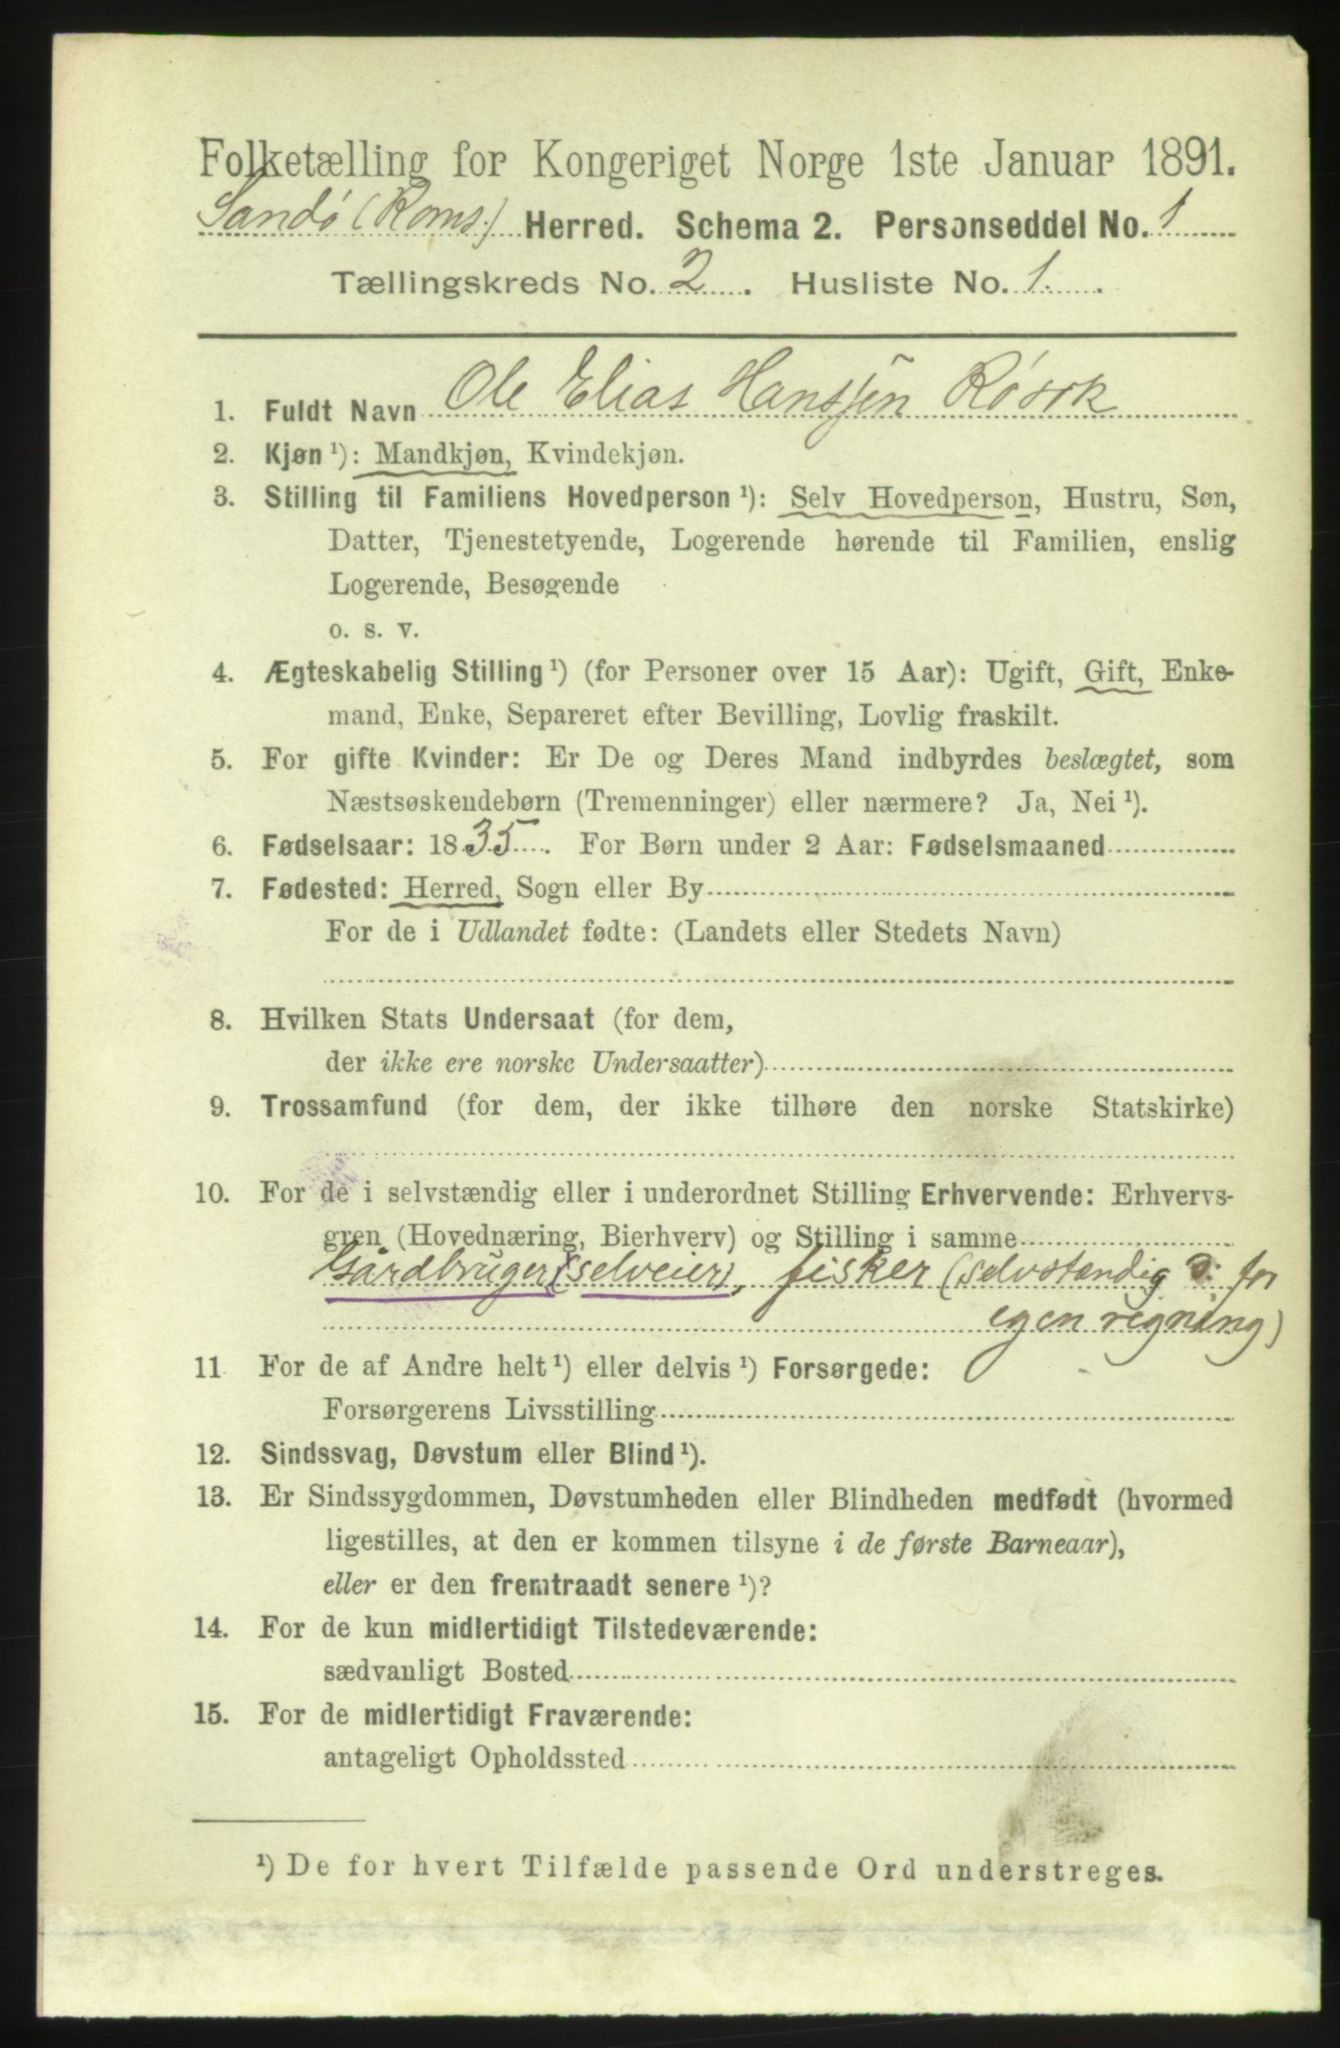 Folketælling for Kongeriget Norge 1ste Januar 1891.
Sandø (Roms.) Herred. Schema 2. Personseddel No. 1
Tællingskreds No. 2. Husliste No. 1.
1. Fuldt Navn Ole Elias Hanssen Røsok
2. Kjøn ¹): Mandkjøn, Kvindekjøn.
3. Stilling til Familiens Hovedperson ¹): Selv Hovedperson, Hustru, Søn,
Datter, Tjenestetyende, Logerende hørende til Familien, enslig
Logerende, Besøgende
o. s. v.
4. Ægteskabelig Stilling ¹) (for Personer over 15 Aar): Ugift, Gift, Enke-
mand, Enke, Separeret efter Bevilling, Lovlig fraskilt.
5. For gifte Kvinder: Er De og Deres Mand indbyrdes beslægtet, som
Næstsøskendebørn (Tremenninger) eller nærmere? Ja, Nei ¹).
6. Fødselsaar: 1835. For Børn under 2 Aar: Fødselsmaaned
7. Fødested: Herred, Sogn eller By
For de i Udlandet fødte: (Landets eller Stedets Navn)
8. Hvilken Stats Undersaat (for dem,
der ikke ere norske Undersaatter)
9. Trossamfund (for dem, der ikke tilhøre den norske Statskirke)
10. For de i selvstændig eller i underordnet Stilling Erhvervende: Erhvervs-
gren (Hovednæring, Bierhverv) og Stilling i samme
Gårdbruger (selveier), fisker (selvstændig ɔ: for
egen regning)
11 For de af Andre helt ¹) eller delvis ¹) Forsørgede:
Forsørgerens Livsstilling
12. Sindssvag, Døvstum eller Blind ¹).
13. Er Sindssygdommen, Døvstumheden eller Blindheden medfødt (hvormed
ligestilles, at den er kommen tilsyne i de første Barneaar),
eller er den fremtraadt senere ¹)?
14. For de kun midlertidigt Tilstedeværende:
sædvanligt Bosted
15. For de midlertidigt Fraværende:
antageligt Opholdssted
¹) De for hvert Tilfælde passende Ord understreges.